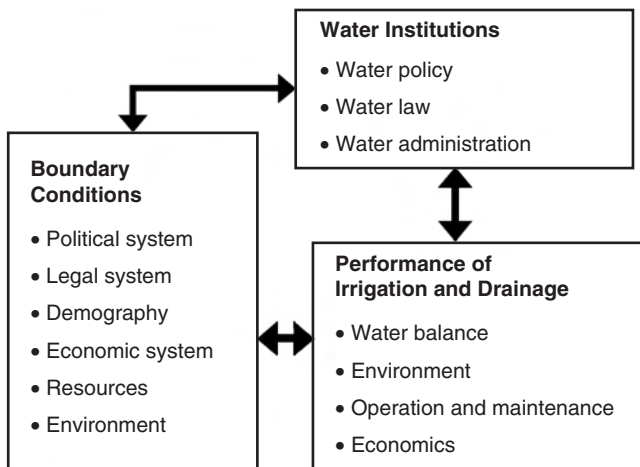 Water Institutions
• Water policy
• Water law
• Water administration
Boundary
Conditions
• Political system
• Legal system
• Demography
• Economic system
• Resources
• Environment
Performance of
Irrigation and Drainage
• Water balance
• Environment
• Operation and maintenance
• Economics